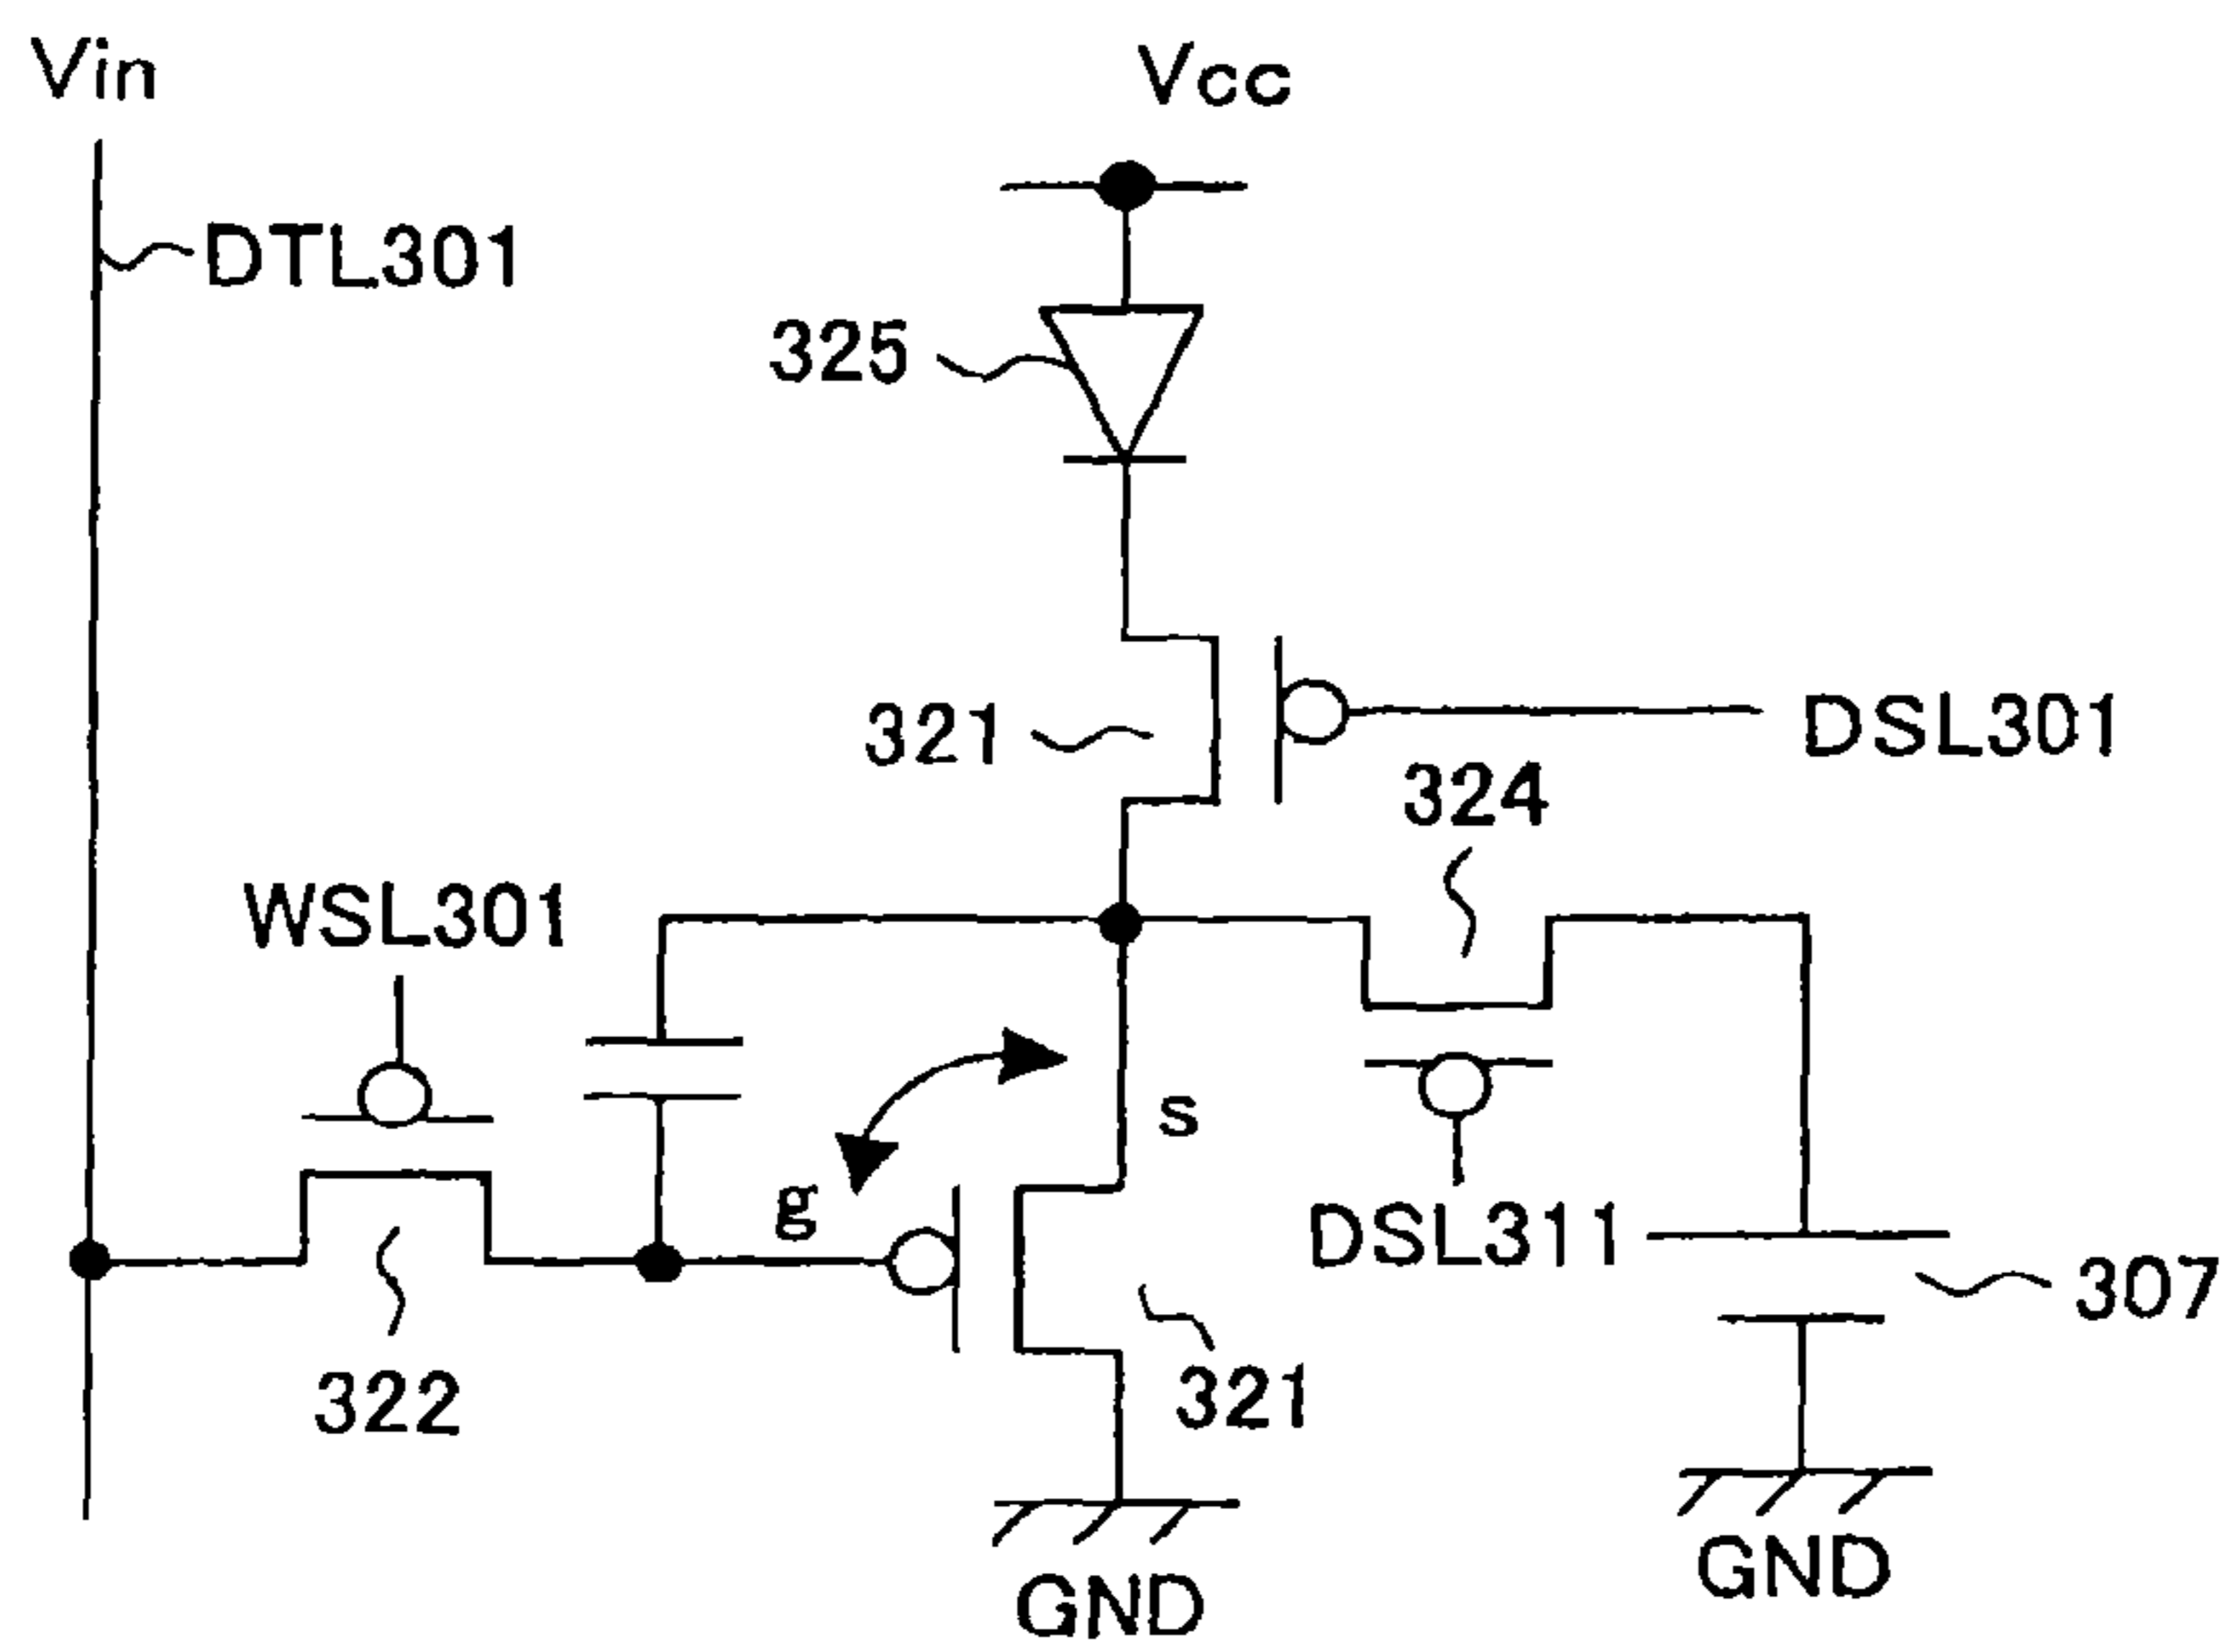 Vin
Vcc
DTL301
325
321
DSL301
324
WSL301
s
g
DSL311
307
322
321
GND
GND